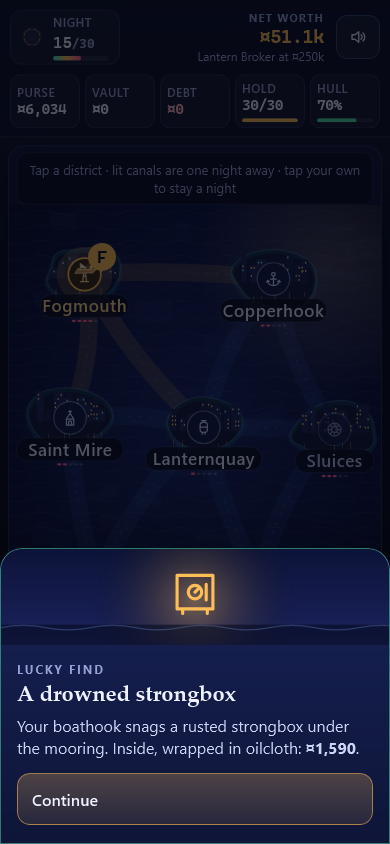 NIGHT
15/30
NET WORTH
¤51.1k
Lantern Broker at ¤250k
PURSE
¤6,034
VAULT
¤0
DEBT
¤0
HOLD
30/30
HULL
70%
Tap a district · lit canals are one night away · tap your own
to stay a night
F
Fogmouth
Copperhook
Saint Mire
Lanternquay
Sluices
LUCKY FIND
A drowned strongbox
Your boathook snags a rusted strongbox under
the mooring. Inside, wrapped in oilcloth: ¤1,590.
Continue